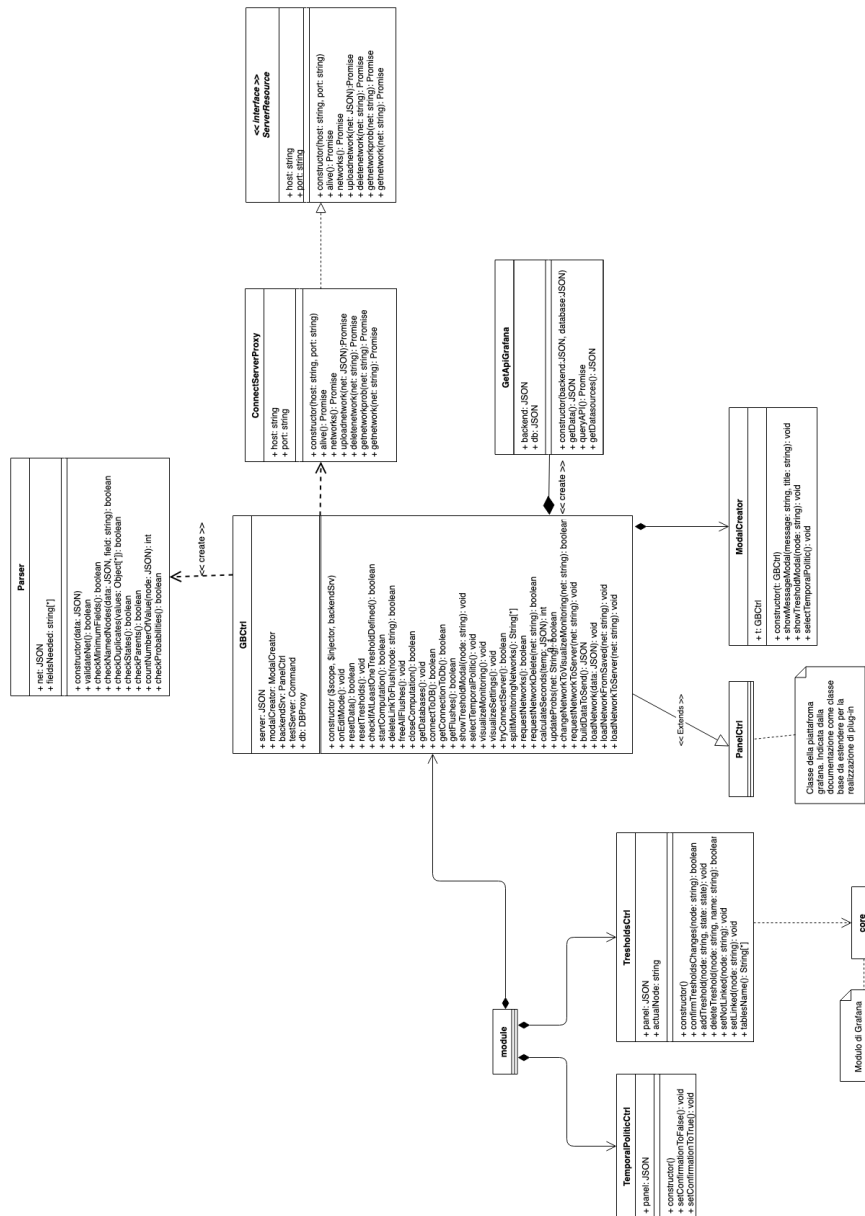 << interface >>
ServerResource
+ host: string
+ port: string
+ constructor(host: string, port: string)
+ alive(): Promise
+ networks(): Promise
+ uploadnetwork(net: JSON):Promise
+ deletenetwork(net: string): Promise
+ getnetworkprob(net: string): Promise
+ getnetwork(net: string): Promise
ConnectServerProxy
+ host: string
+ port: string
+ constructor(host: string, port: string)
+ alive(): Promise
+ networks(): Promise
+ uploadnetwork(net: JSON):Promise
+ deletenetwork(net: string): Promise
+ getnetworkprob(net: string): Promise
+ getnetwork(net: string): Promise
Parser
+ net: JSON
+ fieldsNeeded: string[*]
+ constructor(data: JSON)
+ validateNet(): boolean
+ checkMinimumFields(): boolean
+ checkNamedNodes(data: JSON, field: string): boolean
+ checkDuplicates(values: Object[*]): boolean
+ checkStates(): boolean
+ checkParents(): boolean
+ countNumberOfValue(node: JSON): int
+ checkProbabilities(): boolean
<< create >>
GetApiGrafana
+ backend: JSON
+ db: JSON
+ constructor(backend:JSON, database:JSON)
+ getData(): JSON
+ queryAPI(): Promise
+ getDatasources(): JSON
<< create >>
GBCtrl
+ server: JSON
+ modalCreator: ModalCreator
+ backendSrv: PanelCtrl
+ testServer: Command
+ db: DBProxy
+ constructor ($scope, $injector, backendSrv)
+ onEditMode(): void
+ resetData(): boolean
+ resetTresholds(): void
+ checkIfAtLeastOneTresholdDefined(): boolean
+ startComputation(): boolean
+ deleteLinkToFlush(node: string): boolean
+ freeAllFlushes(): void
+ closeComputation(): boolean
+ getDatabases(): void
+ connectToDB(): boolean
+ getConnectionToDb(): boolean
+ getFlushes(): boolean
+ showTresholdModal(node: string): void
+ selectTemporalPolitic(): void
+ visualizeMonitoring(): void
+ visualizeSettings(): void
+ tryConnectServer(): boolean
+ splitMonitoringNetworks(): String[*]
+ requestNetworks(): boolean
+ requestNetworkDelete(net: string): boolean
+ calculateSeconds(temp: JSON): int
+ updateProbs(net: String): boolean
+ changeNetworkToVisualizeMonitoring(net: string): boolean
+ requestNetworkToServer(net: string): void
+ buildDataToSend(): JSON
+ loadNetwork(data: JSON): void
+ loadNetworkFromSaved(net: string): void
+ loadNetworkToServer(net: string): void
ModalCreator
+ t: GBCtrl
+ constructor(t: GBCtrl)
+ showMessageModal(message: string, title: string): void
+ showTresholdModal(node: string): void
+ selectTemporalPolitic(): void
<< Extends >>
PanelCtrl
Classe della piattadroma
grafana. Indicata dalla
documentazione come classe
base da estendere per la
realizzazione di plug-in
module
TresholdsCtrl
+ panel: JSON
+ actualNode: string
+ constructor()
+ confirmTresholdsChanges(node: string): boolean
+ addTreshold(node: string, state: state): void
+ deleteTreshold(node: string, name: string): boolear
+ setNotLinked(node: string): void
+ setLinked(node: string): void
+ tablesName(): String[*]
core
Modulo di Grafana
TemporalPoliticCtrl
+ panel: JSON
+ constructor()
+ setConfirmationToFalse(): void
+ setConfirmationToTrue(): void